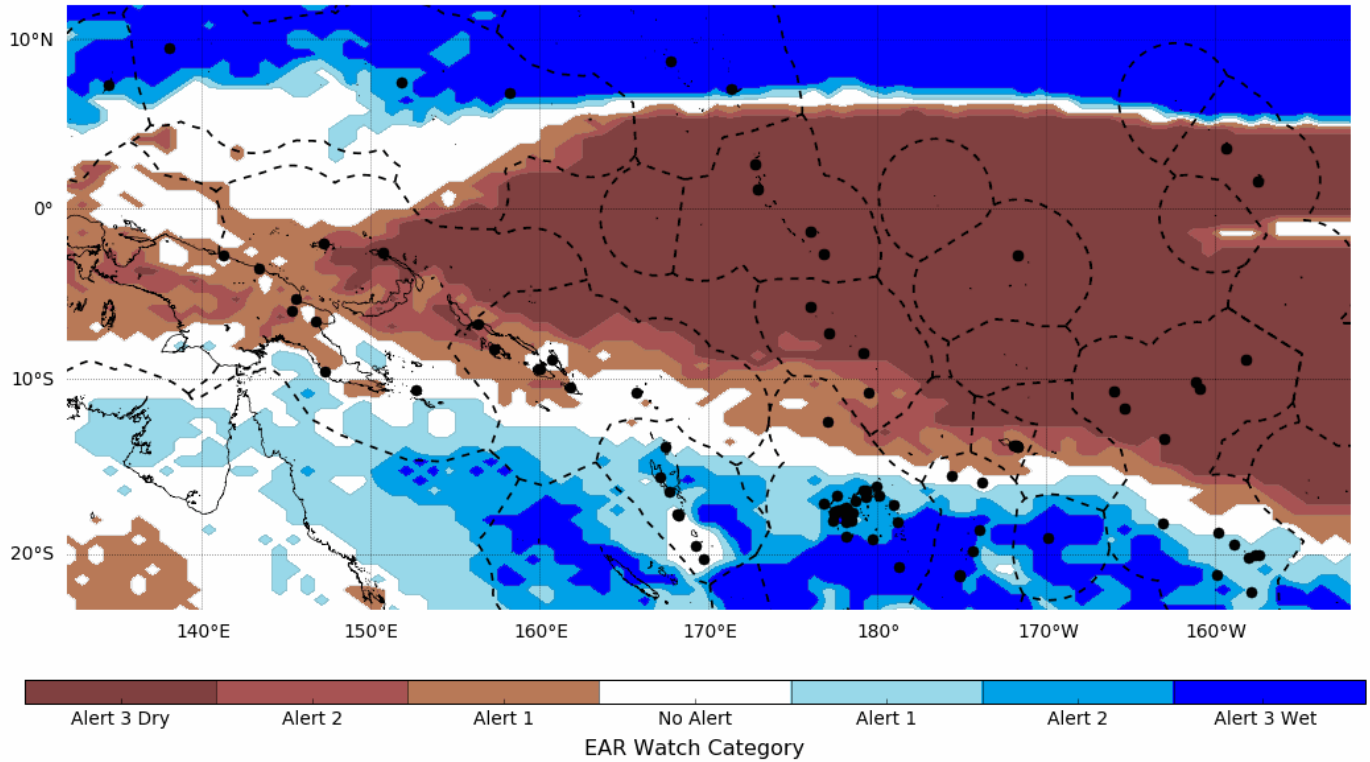 10°N
0°
10°S
20°S
140°E 150°E 160°E 170°E 180° 170°W 160°W
Alert 3 Dry Alert 2 Alert 1 No Alert Alert 1 Alert 2 Alert 3 Wet
EAR Watch Category